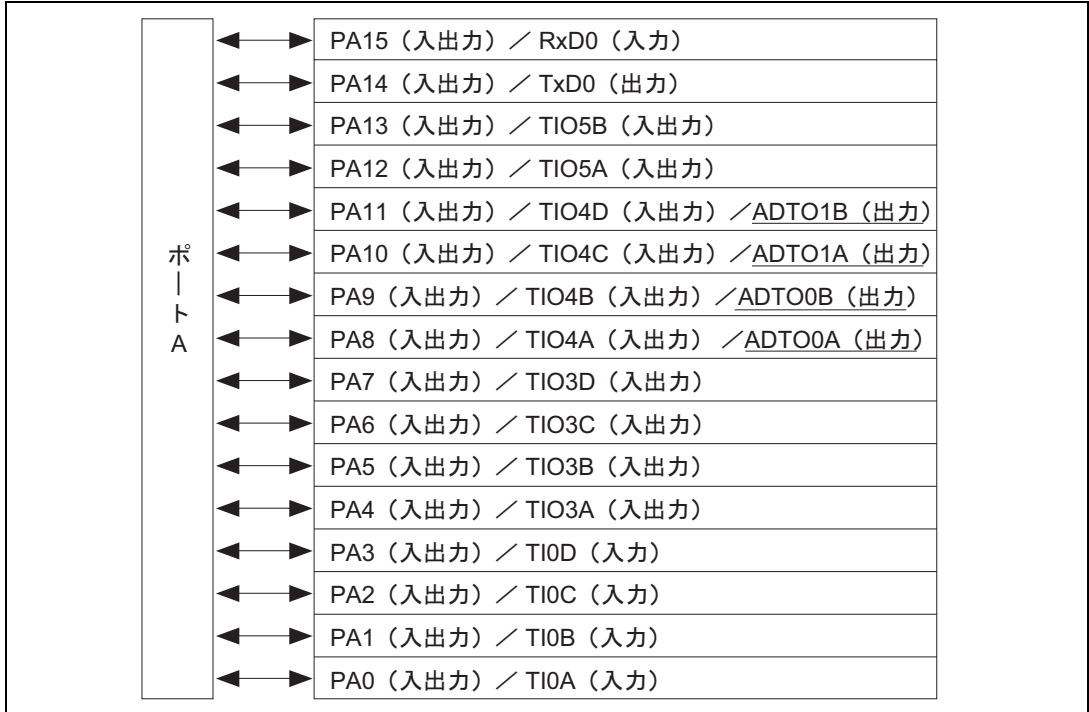 ポートA
PA15（入出力）／ RxD0（入力）
PA14（入出力）／ TxD0（出力）
PA13（入出力）／ TIO5B（入出力）
PA12（入出力）／ TIO5A（入出力）
PA11（入出力）／ TIO4D（入出力）／ADTO1B（出力）
PA10（入出力）／ TIO4C（入出力）／ADTO1A（出力）
PA9（入出力）／ TIO4B（入出力）／ADTO0B（出力）
PA8（入出力）／ TIO4A（入出力） ／ADTO0A（出力）
PA7（入出力）／ TIO3D（入出力）
PA6（入出力）／ TIO3C（入出力）
PA5（入出力）／ TIO3B（入出力）
PA4（入出力）／ TIO3A（入出力）
PA3（入出力）／ TI0D（入力）
PA2（入出力）／ TI0C（入力）
PA1（入出力）／ TI0B（入力）
PA0（入出力）／ TI0A（入力）